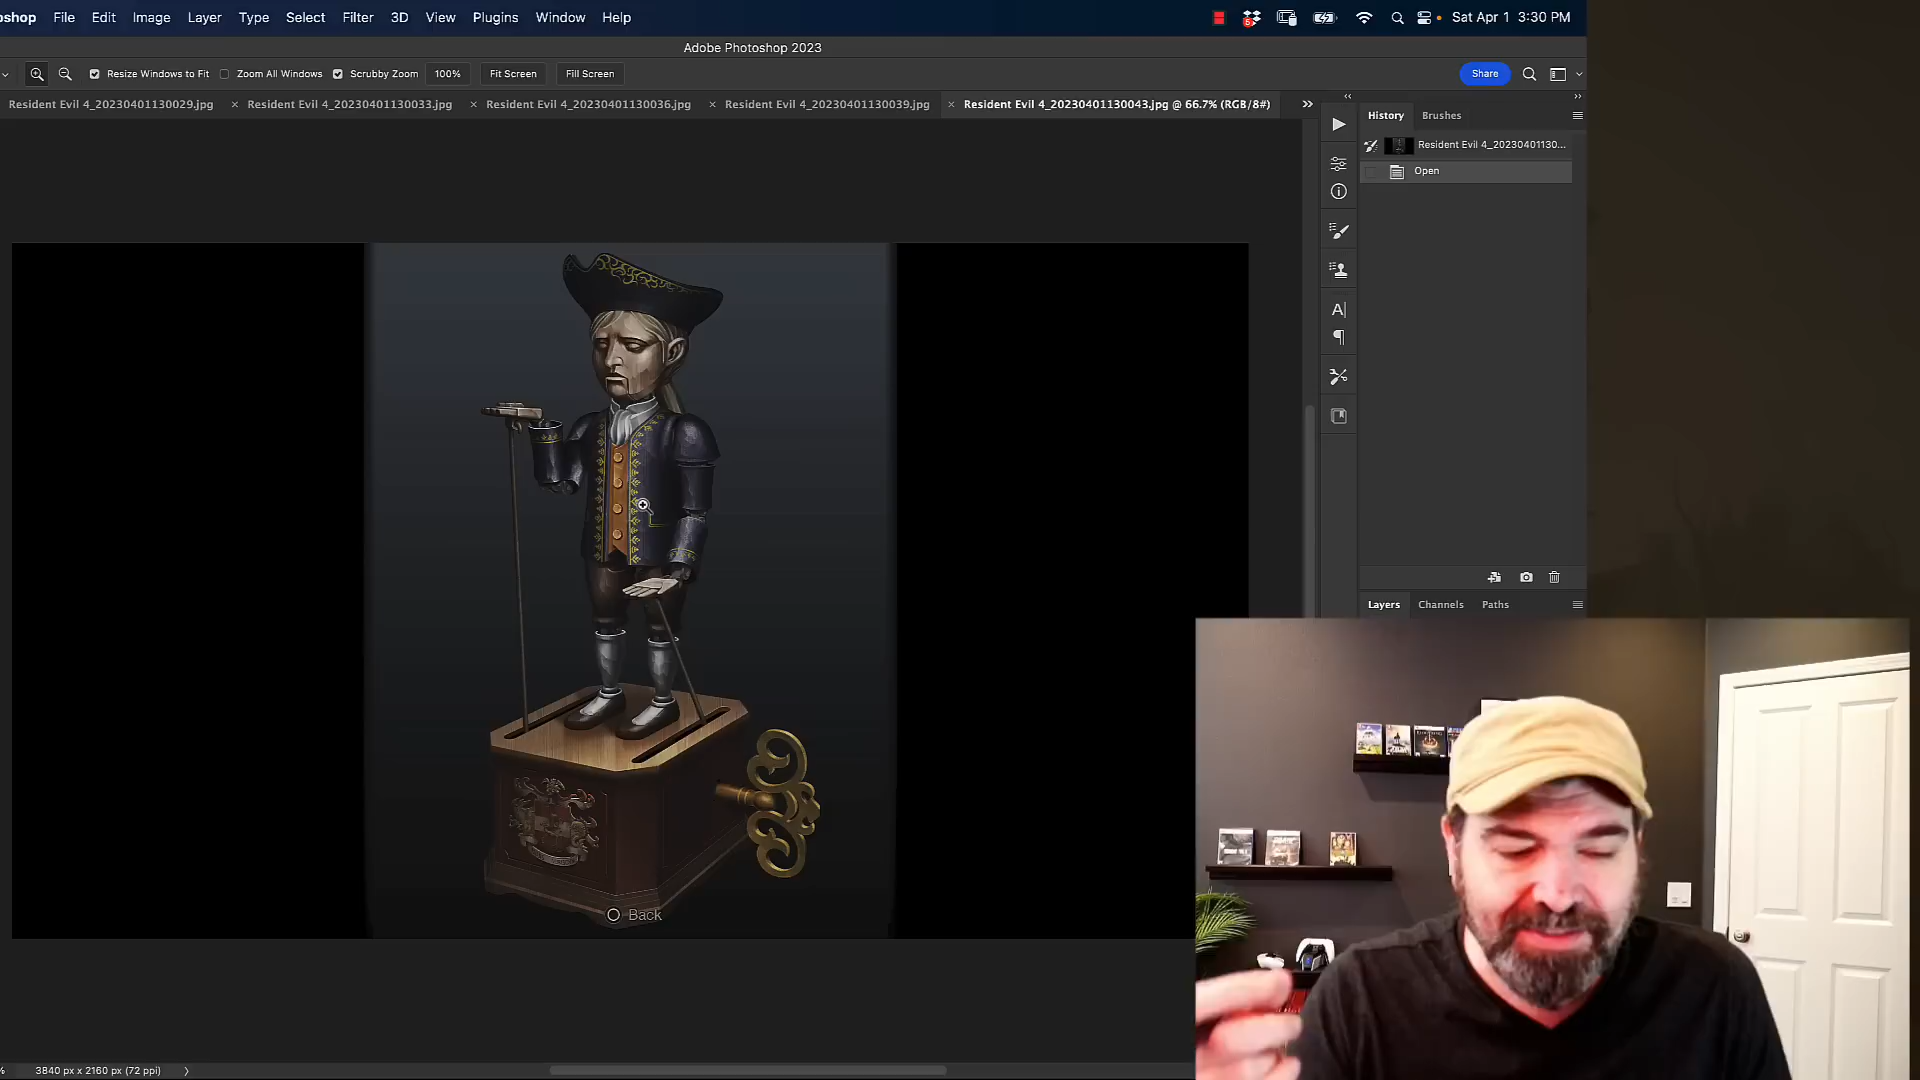 oshop File Edit Image Layer Type Select Filter 3D View Plugins Window Help Sat Apr 1 3:30 PM
Adobe Photoshop 2023
Resize Windows to Fit Zoom All Windows Scrubby Zoom 100% Fit Screen Fill Screen Share
Resident Evil 4_20230401130029.jpg × Resident Evil 4_20230401130033.jpg × Resident Evil 4_20230401130036.jpg × Resident Evil 4_20230401130039.jpg × Resident Evil 4_20230401130043.jpg @ 66.7% (RGB/8#)
History Brushes
Resident Evil 4_20230401130...
Open
Layers Channels Paths
Back
3840 px x 2160 px (72 ppi)